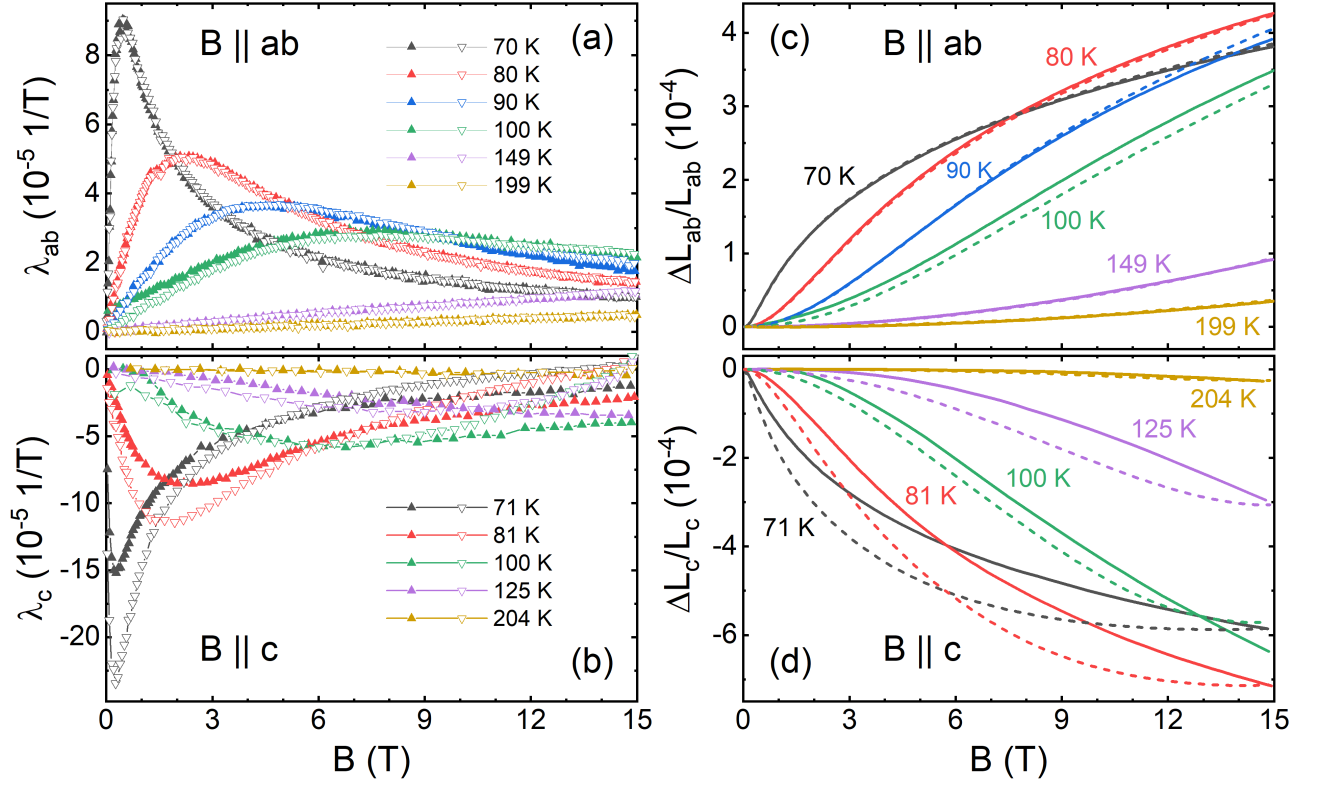 B || ab
(a)
70 K
80 K
90 K
100 K
149 K
199 K
8
6
4
2
0
λab (10⁻⁵ 1/T)
0
-5
-10
-15
-20
λc (10⁻⁵ 1/T)
71 K
81 K
100 K
125 K
204 K
B || c
(b)
0 3 6 9 12 15
B (T)
(c)
B || ab
4
3
2
1
0
ΔLab/Lab (10⁻⁴)
80 K
70 K
90 K
100 K
149 K
199 K
0
-2
-4
-6
ΔLc/Lc (10⁻⁴)
204 K
125 K
100 K
81 K
71 K
(d)
B || c
0 3 6 9 12 15
B (T)